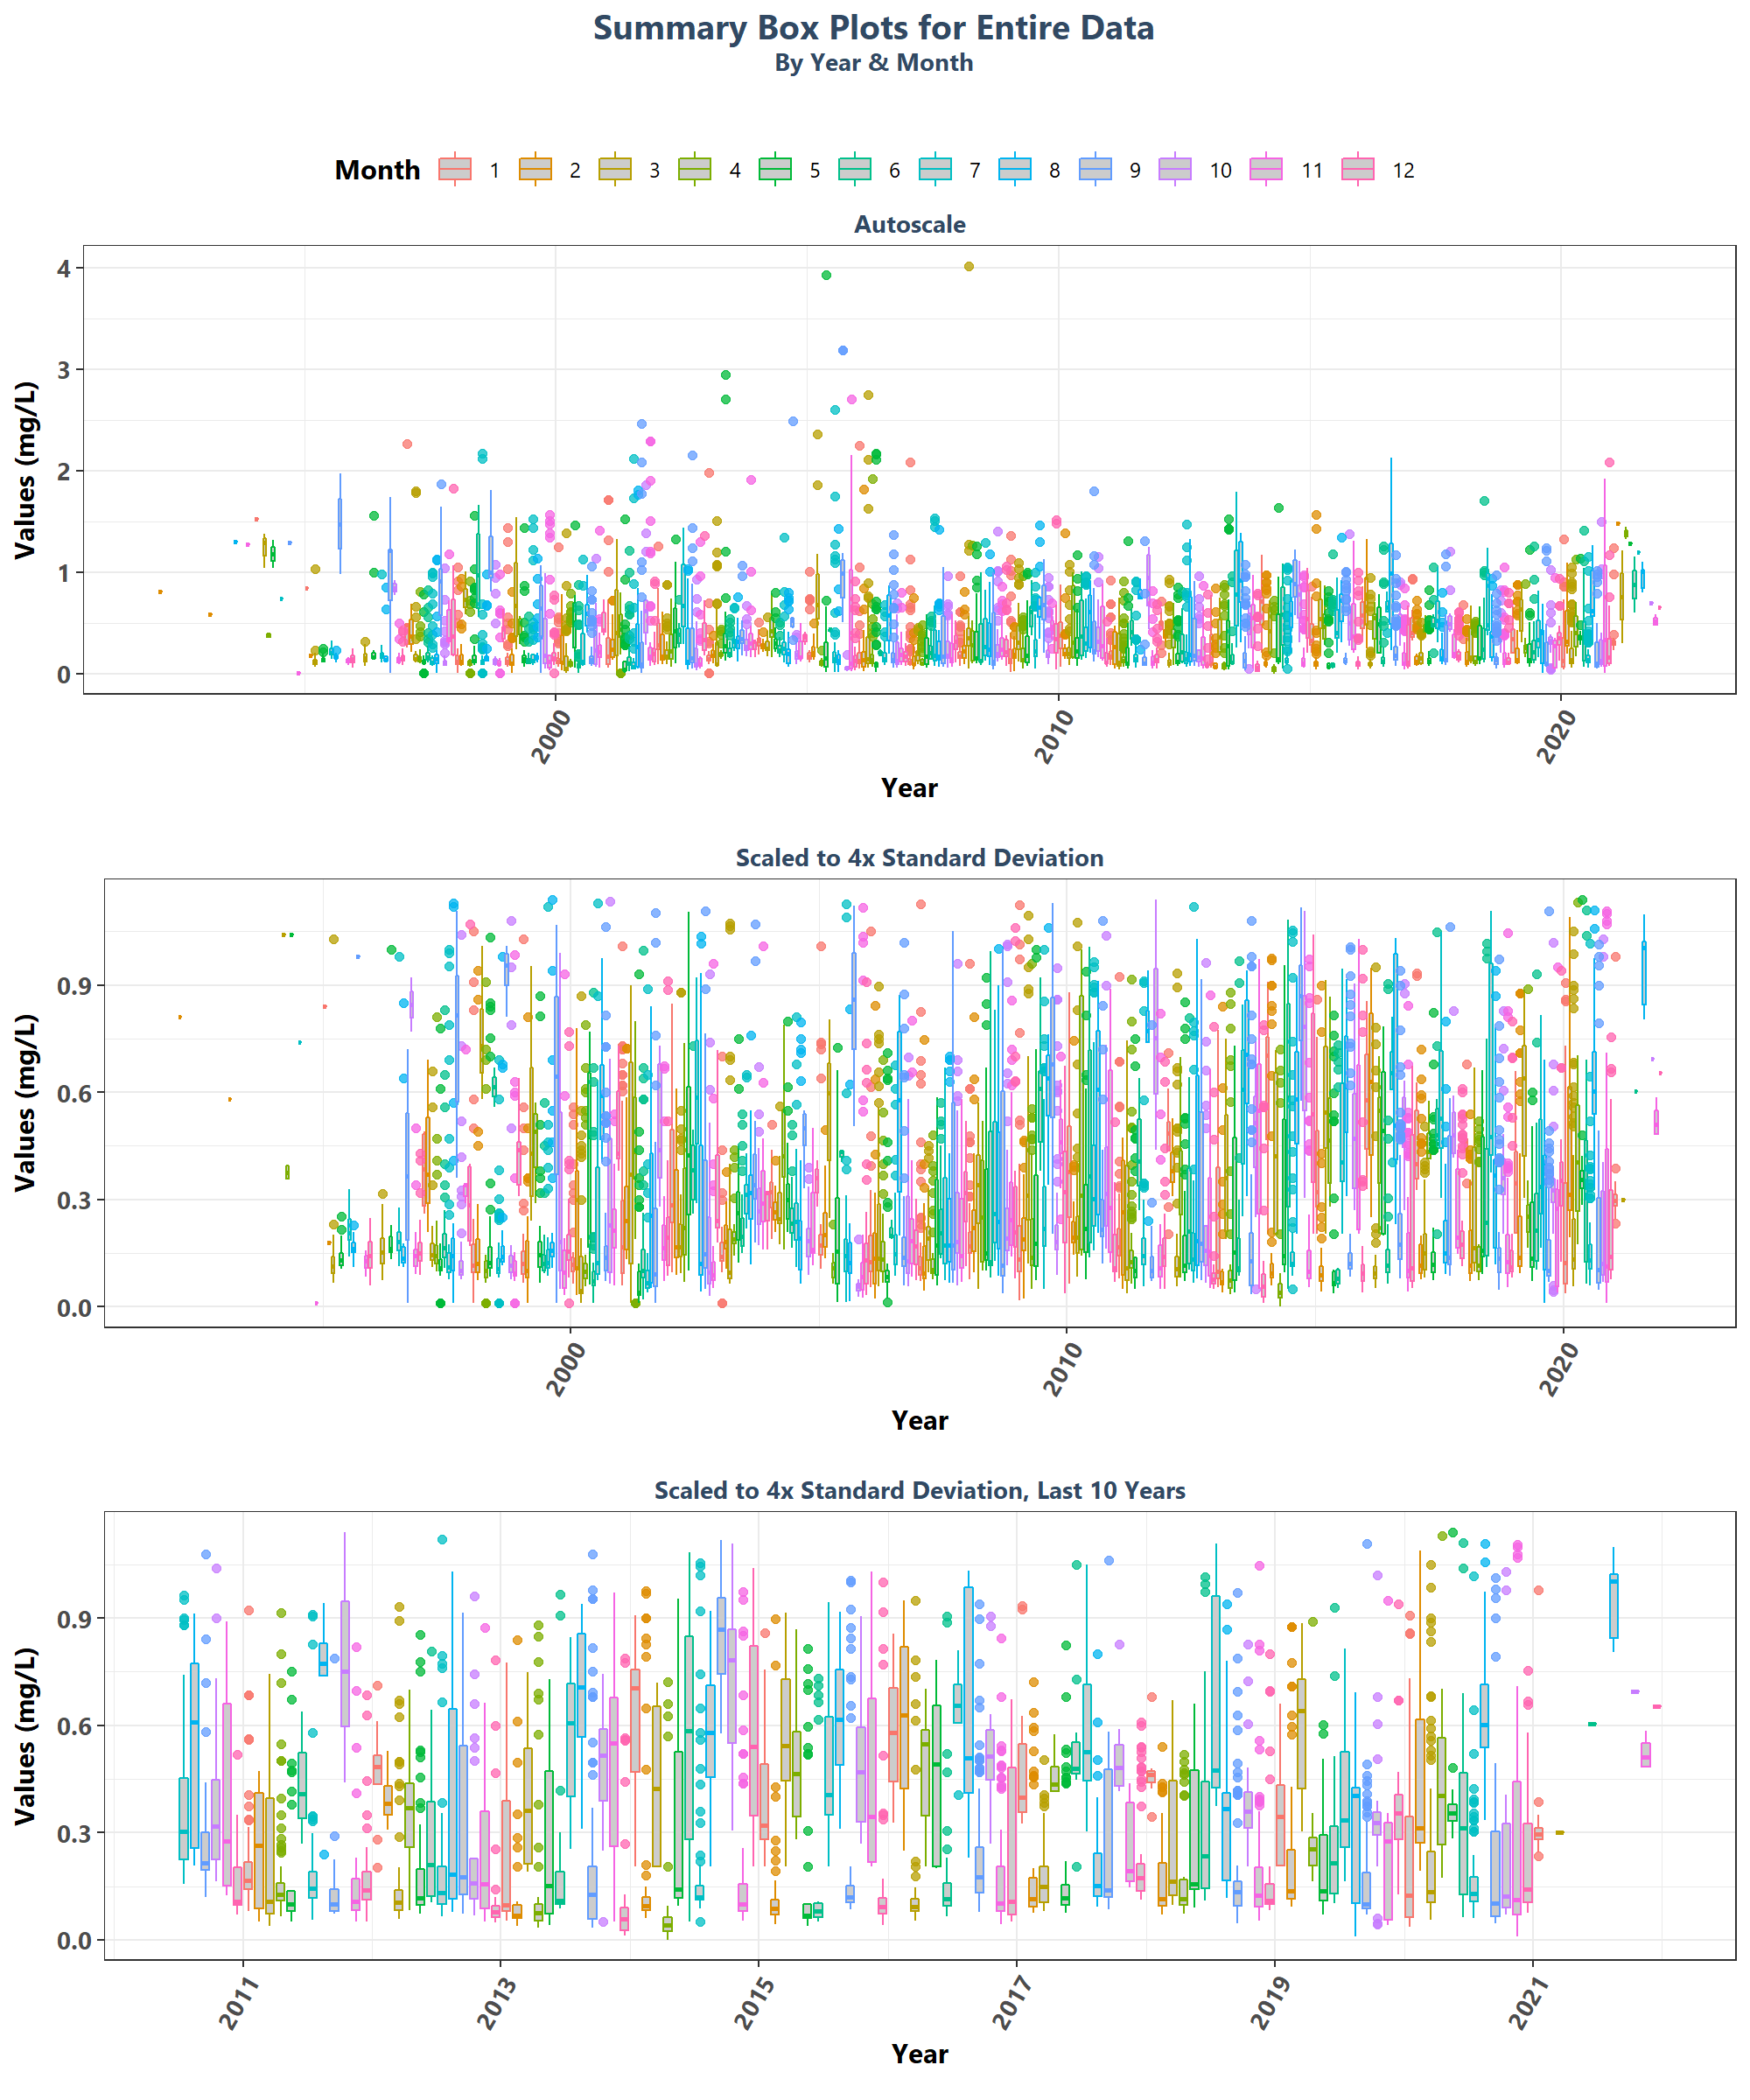 Summary Box Plots for Entire Data
By Year & Month
Month 1 2 3 4 5 6 7 8 9 10 11 12
Autoscale
Values (mg/L)
4
3
2
1
0
2000 2010 2020
Year
Scaled to 4x Standard Deviation
Values (mg/L)
0.9
0.6
0.3
0.0
2000 2010 2020
Year
Scaled to 4x Standard Deviation, Last 10 Years
Values (mg/L)
0.9
0.6
0.3
0.0
2011 2013 2015 2017 2019 2021
Year